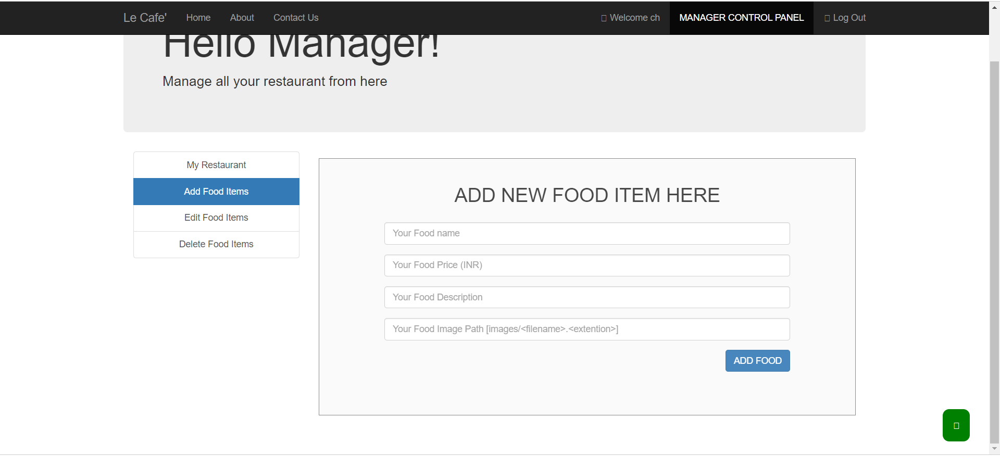 Le Cafe' Home About Contact Us Welcome ch MANAGER CONTROL PANEL Log Out
Hello Manager!
Manage all your restaurant from here
My Restaurant
Add Food Items
Edit Food Items
Delete Food Items
ADD NEW FOOD ITEM HERE
Your Food name
Your Food Price (INR)
Your Food Description
Your Food Image Path [images/<filename>.<extention>]
ADD FOOD